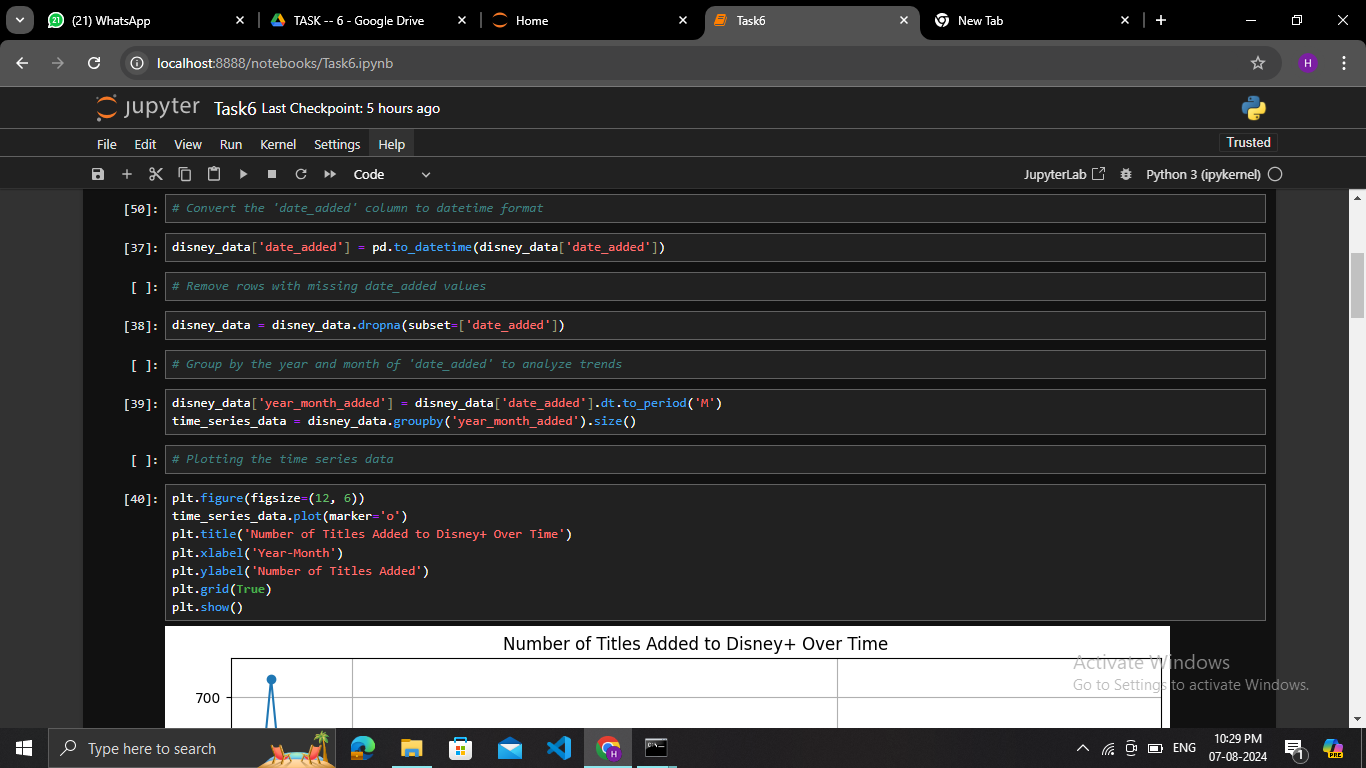 (21) WhatsApp
TASK -- 6 - Google Drive
Home
Task6
New Tab
localhost:8888/notebooks/Task6.ipynb
H
jupyter Task6 Last Checkpoint: 5 hours ago
File Edit View Run Kernel Settings Help
Trusted
Code
JupyterLab
Python 3 (ipykernel)
[50]: # Convert the 'date_added' column to datetime format
[37]: disney_data['date_added'] = pd.to_datetime(disney_data['date_added'])
[ ]: # Remove rows with missing date_added values
[38]: disney_data = disney_data.dropna(subset=['date_added'])
[ ]: # Group by the year and month of 'date_added' to analyze trends
[39]: disney_data['year_month_added'] = disney_data['date_added'].dt.to_period('M')
time_series_data = disney_data.groupby('year_month_added').size()
[ ]: # Plotting the time series data
[40]: plt.figure(figsize=(12, 6))
time_series_data.plot(marker='o')
plt.title('Number of Titles Added to Disney+ Over Time')
plt.xlabel('Year-Month')
plt.ylabel('Number of Titles Added')
plt.grid(True)
plt.show()
Number of Titles Added to Disney+ Over Time
700
Activate Windows
Go to Settings to activate Windows.
Type here to search
H
ENG
10:29 PM
07-08-2024
1
PRE